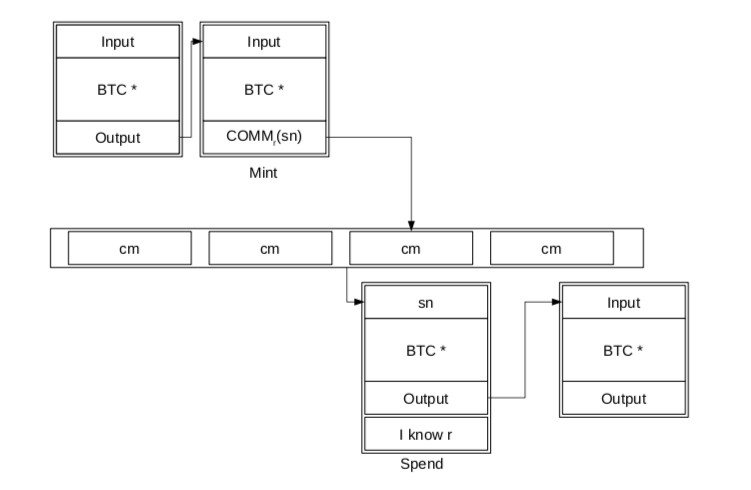 Input
BTC *
Output
Input
BTC *
COMMr(sn)
Mint
cm
cm
cm
cm
sn
BTC *
Output
I know r
Spend
Input
BTC *
Output